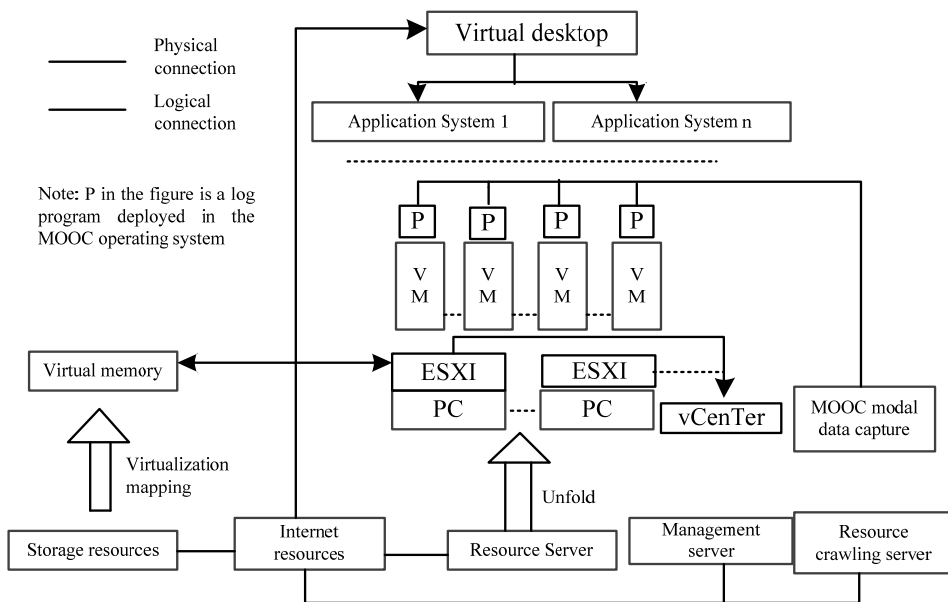 Physical
connection
Logical
connection
Virtual desktop
Application System 1
Application System n
Note: P in the figure is a log
program deployed in the
MOOC operating system
P
P
P
P
V
M
V
M
V
M
V
M
Virtual memory
ESXI
PC
ESXI
PC
vCenTer
MOOC modal
data capture
Virtualization
mapping
Unfold
Storage resources
Internet
resources
Resource Server
Management
server
Resource
crawling server